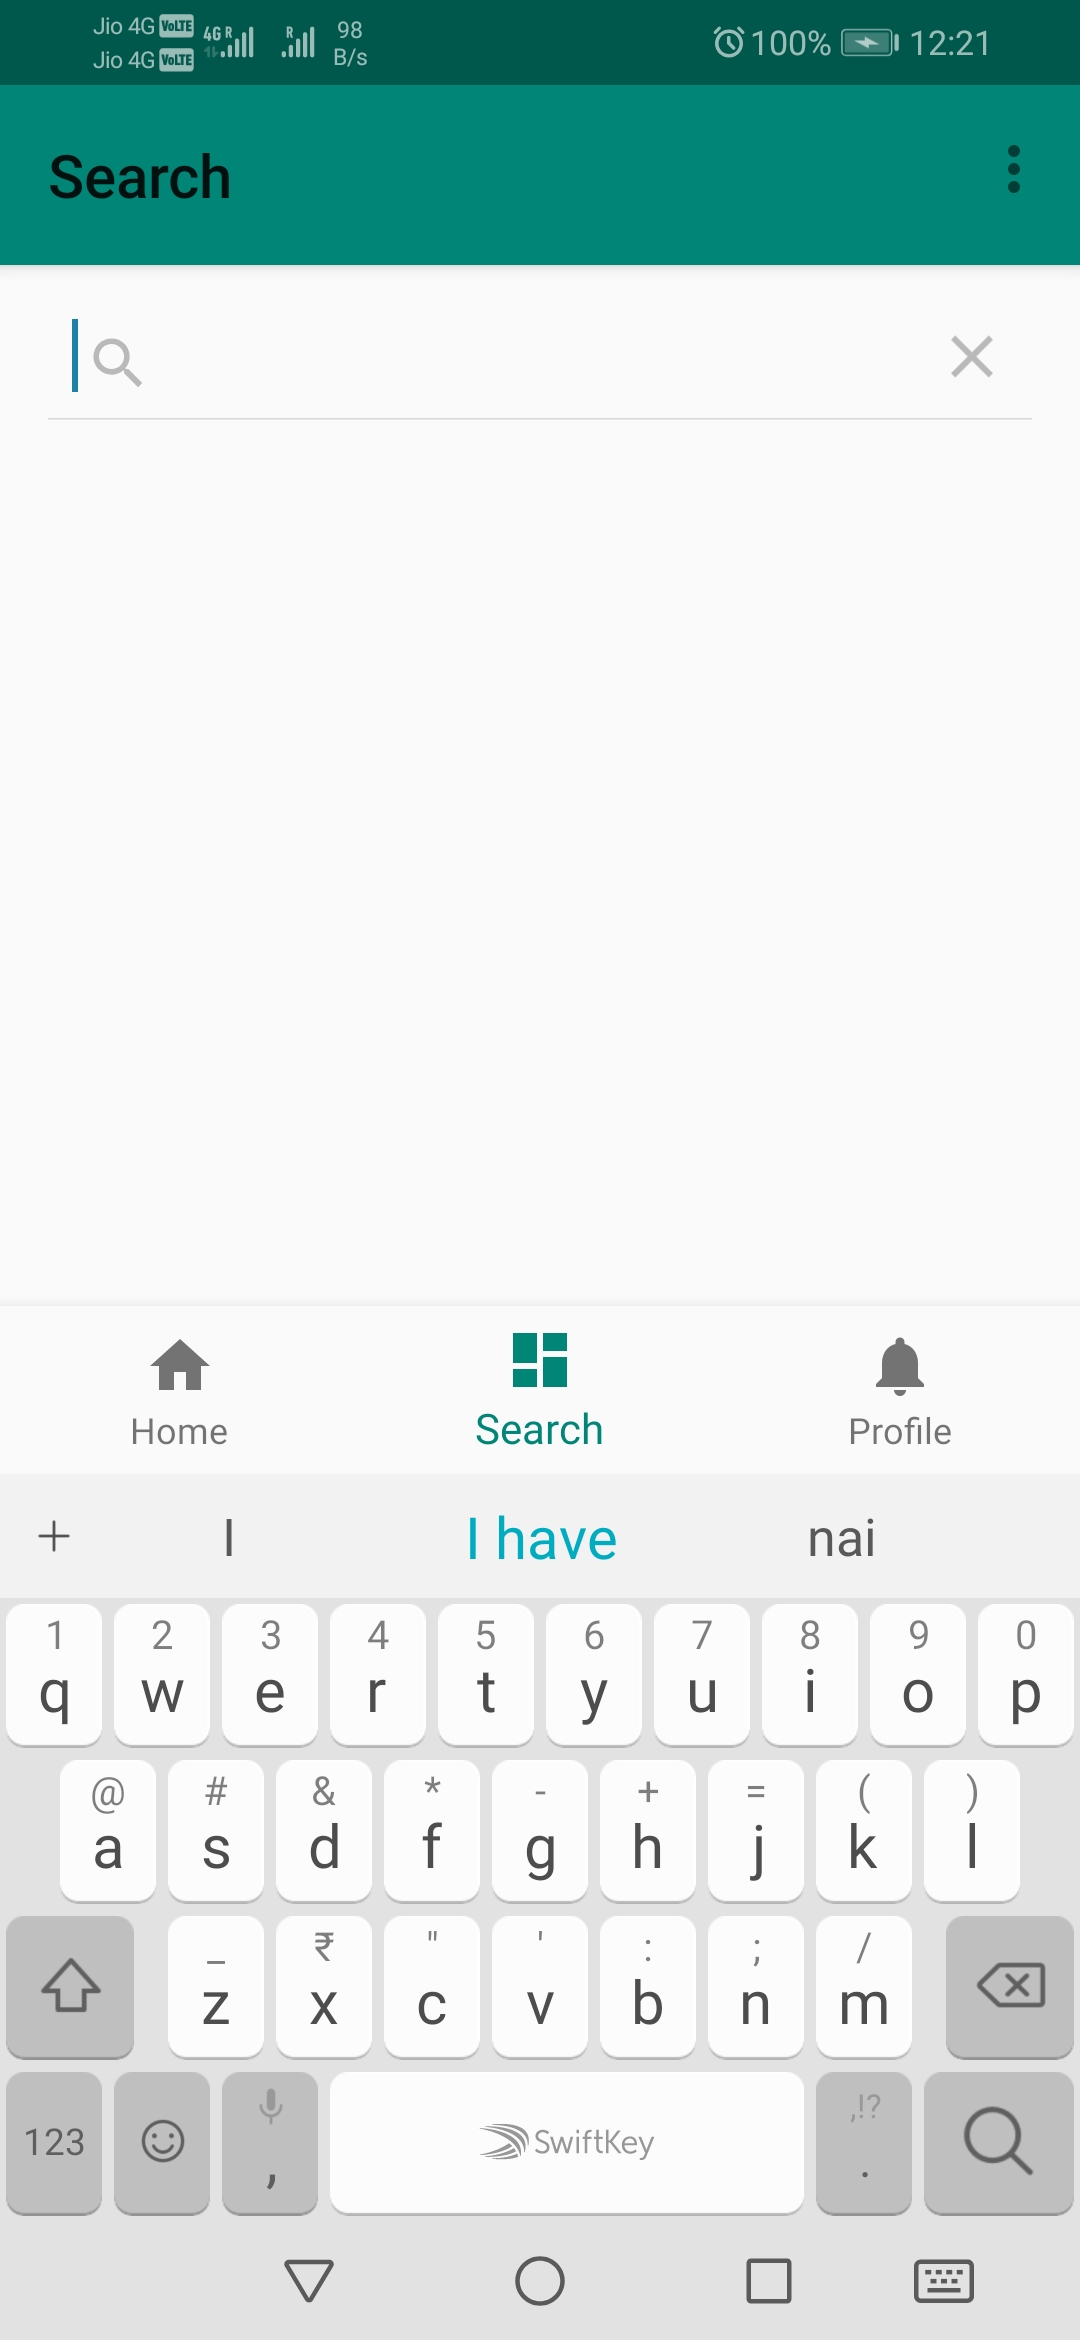 Jio 4G VoLTE 4G R R 98
Jio 4G VoLTE B/s
100% 12:21
Search
Home Search Profile
I I have nai
1 2 3 4 5 6 7 8 9 0
q w e r t y u i o p
@ # & * - + = ( )
a s d f g h j k l
_ ₹ " ' : ; /
z x c v b n m
,!?
123 , SwiftKey .